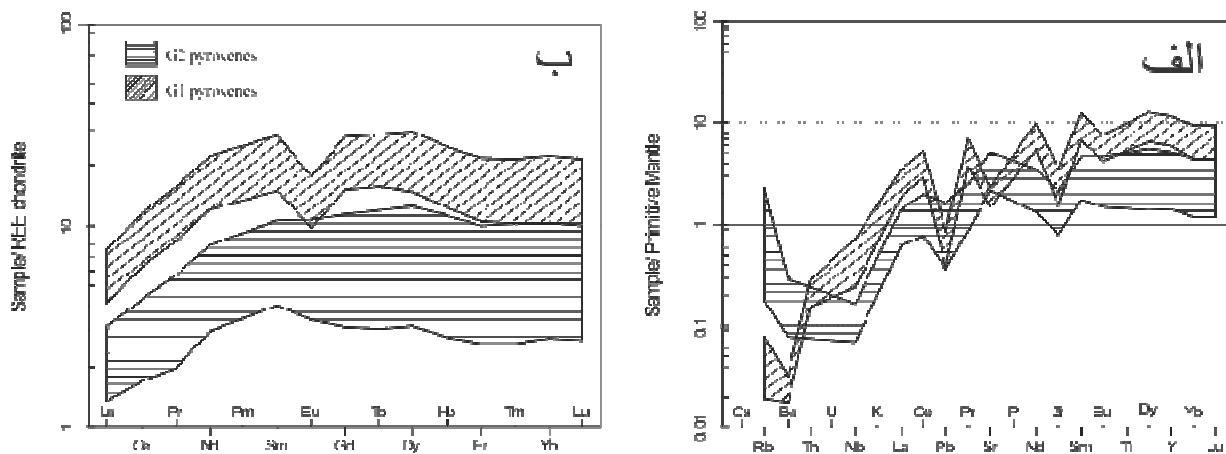 ب
100
10
1
Sample/ REE chondrite
G2 pyroxenes
G1 pyroxenes
La Pr Pm Eu Tb Ho Tm Lu
Ce Nd Sm Gd Dy Er Yb
الف
100
10
1
0.1
0.01
Sample/ Primitive Mantle
Cs Ba U K Ce Pr P Eu Dy Yb
Rb Th Nb La Pb Sr Nd Sm Ti Y Lu